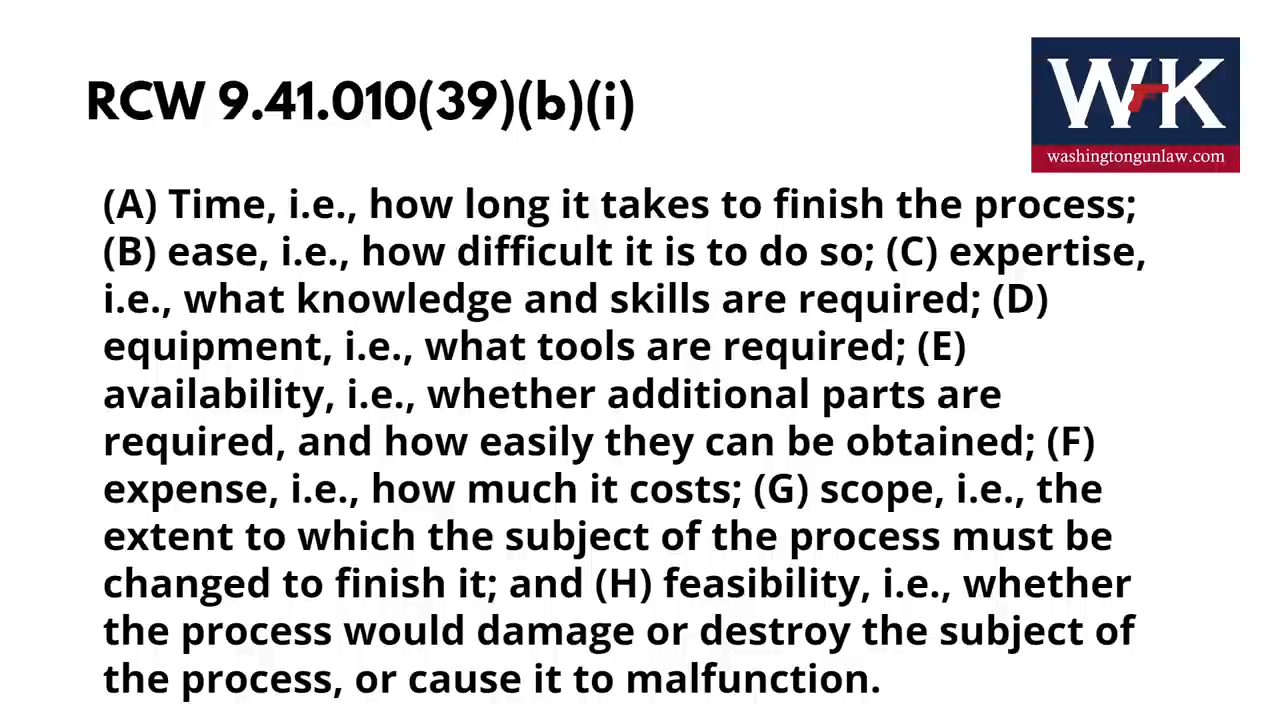 RCW 9.41.010(39)(b)(i)
WK
washingtongunlaw.com
(A) Time, i.e., how long it takes to finish the process;
(B) ease, i.e., how difficult it is to do so; (C) expertise,
i.e., what knowledge and skills are required; (D)
equipment, i.e., what tools are required; (E)
availability, i.e., whether additional parts are
required, and how easily they can be obtained; (F)
expense, i.e., how much it costs; (G) scope, i.e., the
extent to which the subject of the process must be
changed to finish it; and (H) feasibility, i.e., whether
the process would damage or destroy the subject of
the process, or cause it to malfunction.